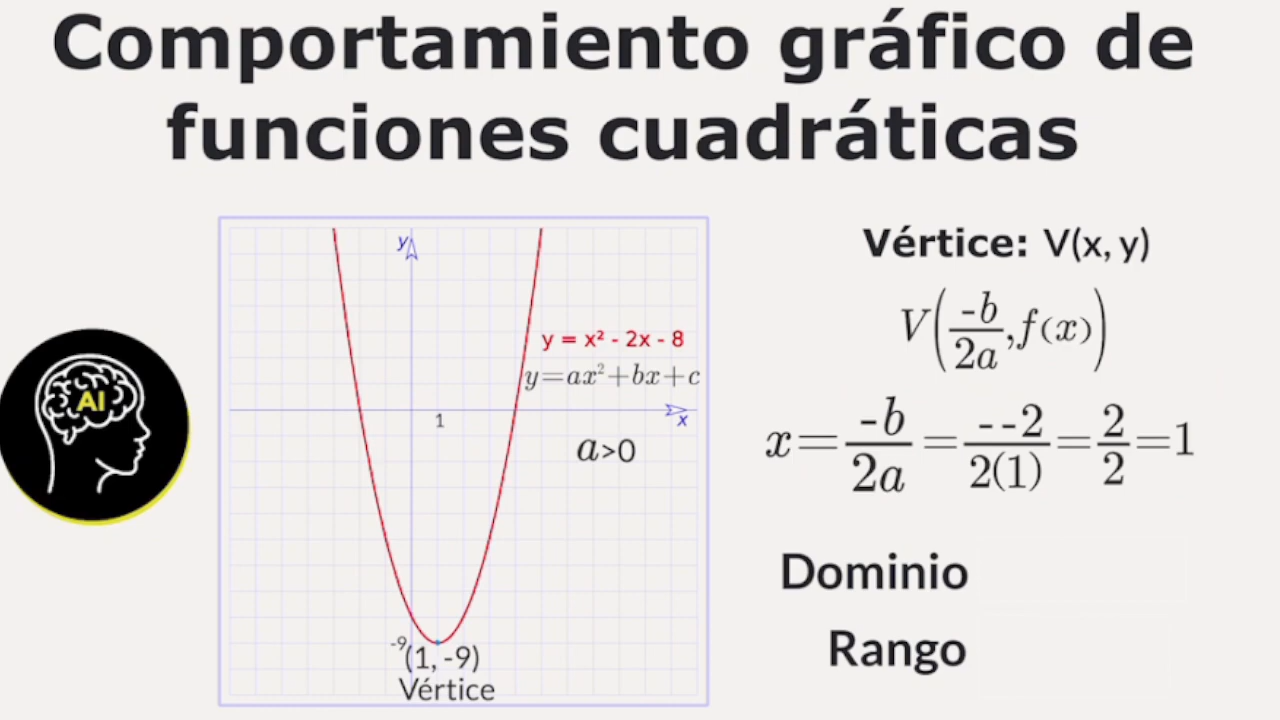 Comportamiento gráfico de
funciones cuadráticas
y
y = x² - 2x - 8
y=ax²+bx+c
x
1
a>0
-9
(1, -9)
Vértice
AI
Vértice: V(x, y)
V(-b/2a, f(x))
x = -b/2a = --2/2(1) = 2/2 = 1
Dominio
Rango